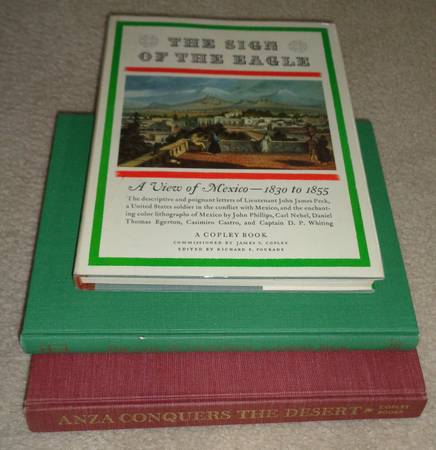 THE SIGN
OF THE EAGLE
A View of Mexico—1830 to 1855
The descriptive and poignant letters of Lieutenant John James Peck,
a United States soldier in the conflict with Mexico, and the enchant-
ing color lithographs of Mexico by John Phillips, Carl Nebel, Daniel
Thomas Egerton, Casimiro Castro, and Captain D. P. Whiting
A COPLEY BOOK
COMMISSIONED BY JAMES S. COPLEY
EDITED BY RICHARD F. POURADE
ANZA CONQUERS THE DESERT
COPLEY
BOOKS